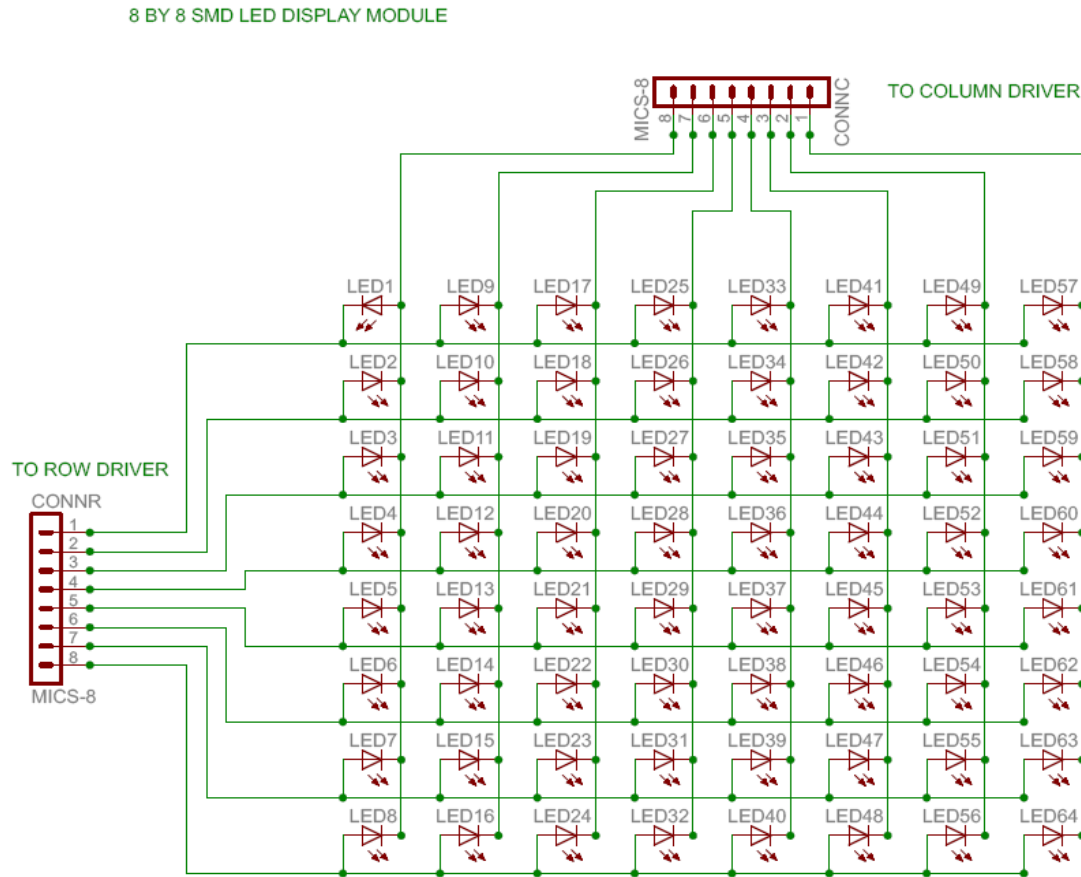 8 BY 8 SMD LED DISPLAY MODULE
MICS-8
8 7 6 5 4 3 2 1
CONNC
TO COLUMN DRIVER
LED1 LED9 LED17 LED25 LED33 LED41 LED49 LED57
LED2 LED10 LED18 LED26 LED34 LED42 LED50 LED58
LED3 LED11 LED19 LED27 LED35 LED43 LED51 LED59
TO ROW DRIVER
CONNR
LED4 LED12 LED20 LED28 LED36 LED44 LED52 LED60
1
2
3
4
5
6
7
8
LED5 LED13 LED21 LED29 LED37 LED45 LED53 LED61
LED6 LED14 LED22 LED30 LED38 LED46 LED54 LED62
MICS-8
LED7 LED15 LED23 LED31 LED39 LED47 LED55 LED63
LED8 LED16 LED24 LED32 LED40 LED48 LED56 LED64